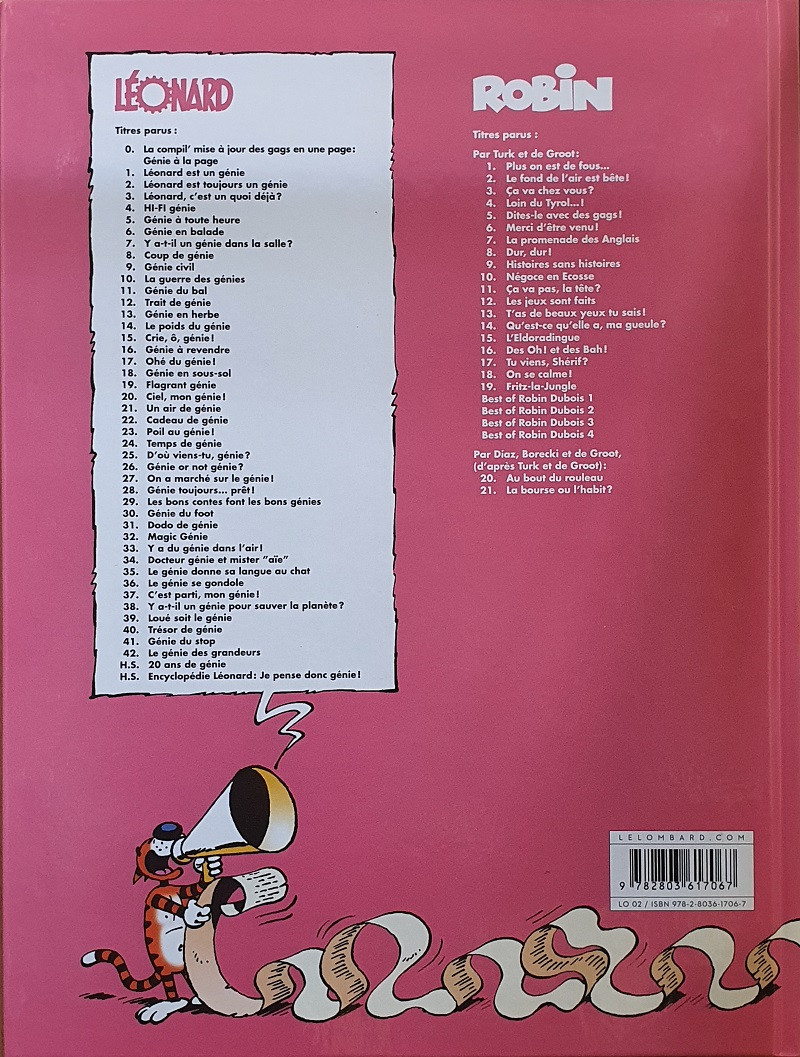 LÉONARD
Titres parus :
0. La compil' mise à jour des gags en une page :
Génie à la page
1. Léonard est un génie
2. Léonard est toujours un génie
3. Léonard, c'est un quoi déjà ?
4. HI-FI génie
5. Génie à toute heure
6. Génie en balade
7. Y a-t-il un génie dans la salle ?
8. Coup de génie
9. Génie civil
10. La guerre des génies
11. Génie du bal
12. Trait de génie
13. Génie en herbe
14. Le poids du génie
15. Crie, ô, génie !
16. Génie à revendre
17. Ohé du génie !
18. Génie en sous-sol
19. Flagrant génie
20. Ciel, mon génie !
21. Un air de génie
22. Cadeau de génie
23. Poil au génie !
24. Temps de génie
25. D'où viens-tu, génie ?
26. Génie or not génie ?
27. On a marché sur le génie !
28. Génie toujours... prêt !
29. Les bons contes font les bons génies
30. Génie du foot
31. Dodo de génie
32. Magic Génie
33. Y a du génie dans l'air !
34. Docteur génie et mister "aïe"
35. Le génie donne sa langue au chat
36. Le génie se gondole
37. C'est parti, mon génie !
38. Y a-t-il un génie pour sauver la planète ?
39. Loué soit le génie
40. Trésor de génie
41. Génie du stop
42. Le génie des grandeurs
H.S. 20 ans de génie
H.S. Encyclopédie Léonard : Je pense donc génie !
ROBIN
Titres parus :
Par Turk et de Groot :
1. Plus on est de fous...
2. Le fond de l'air est bête !
3. Ça va chez vous ?
4. Loin du Tyrol... !
5. Dites-le avec des gags !
6. Merci d'être venu !
7. La promenade des Anglais
8. Dur, dur !
9. Histoires sans histoires
10. Négoce en Ecosse
11. Ça va pas, la tête ?
12. Les jeux sont faits
13. T'as de beaux yeux tu sais !
14. Qu'est-ce qu'elle a, ma gueule ?
15. L'Eldoradingue
16. Des Oh ! et des Bah !
17. Tu viens, Shérif ?
18. On se calme !
19. Fritz-la-Jungle
Best of Robin Dubois 1
Best of Robin Dubois 2
Best of Robin Dubois 3
Best of Robin Dubois 4
Par Diaz, Borecki et de Groot,
(d'après Turk et de Groot) :
20. Au bout du rouleau
21. La bourse ou l'habit ?
LELOMBARD.COM
9 782803 617067
LO 02 / ISBN 978-2-8036-1706-7